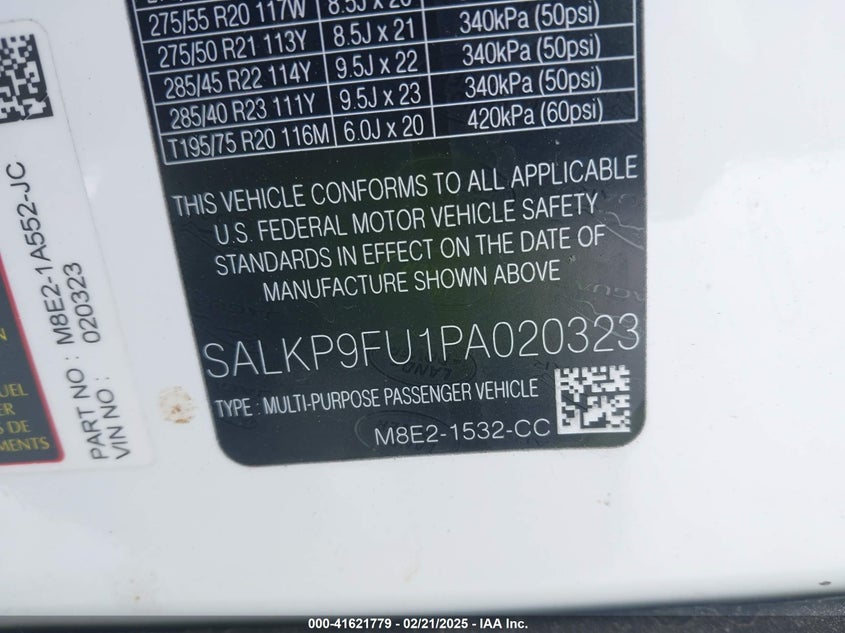 275/55 R20 117W 8.5J x 20
275/50 R21 113Y 8.5J x 21 340kPa (50psi)
285/45 R22 114Y 9.5J x 22 340kPa (50psi)
285/40 R23 111Y 9.5J x 23 340kPa (50psi)
T195/75 R20 116M 6.0J x 20 420kPa (60psi)
THIS VEHICLE CONFORMS TO ALL APPLICABLE
U.S. FEDERAL MOTOR VEHICLE SAFETY
STANDARDS IN EFFECT ON THE DATE OF
MANUFACTURE SHOWN ABOVE
SALKP9FU1PA020323
TYPE : MULTI-PURPOSE PASSENGER VEHICLE
M8E2-1532-CC
PART NO : M8E2-1A552-JC
VIN NO : 020323
DE
000-41621779 - 02/21/2025 - IAA Inc.